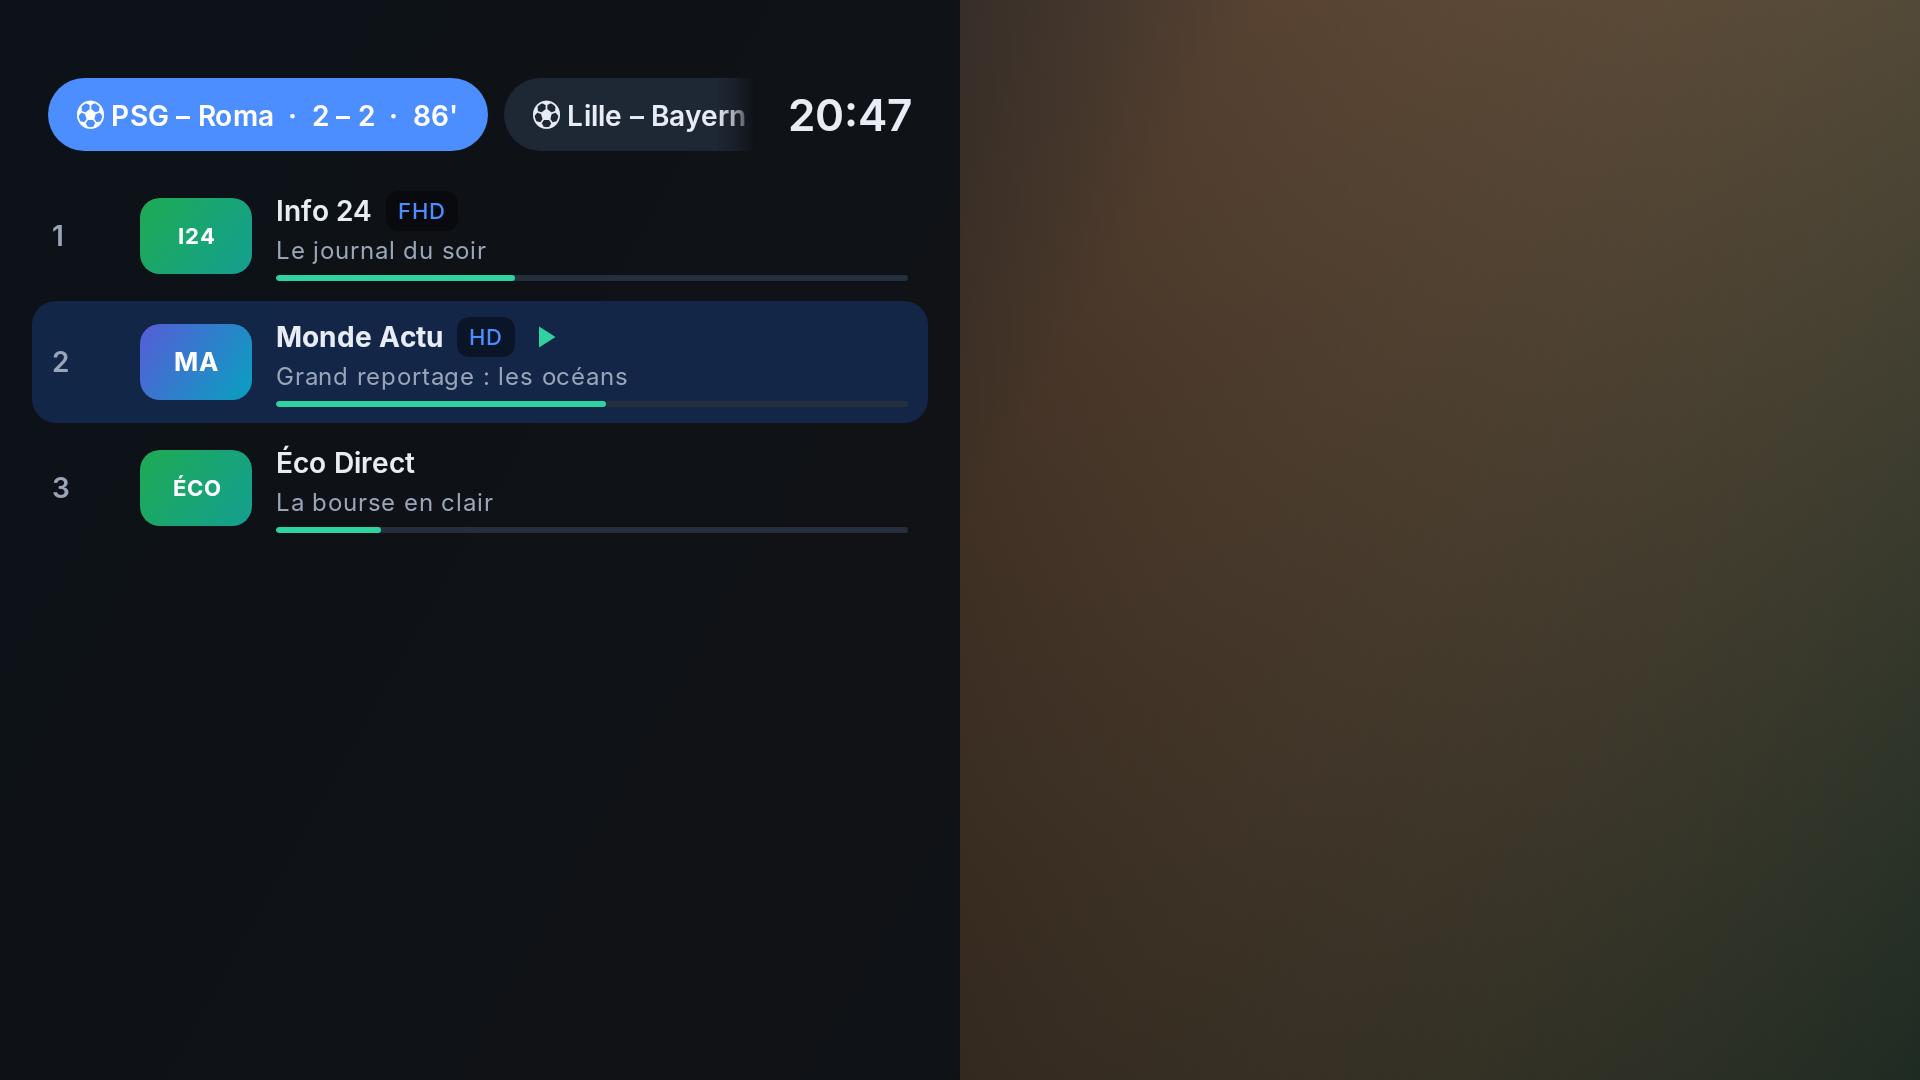 ⚽ PSG – Roma · 2 – 2 · 86'
⚽ Lille – Bayern
20:47
1
I24
Info 24
FHD
Le journal du soir
2
MA
Monde Actu
HD
Grand reportage : les océans
3
ÉCO
Éco Direct
La bourse en clair